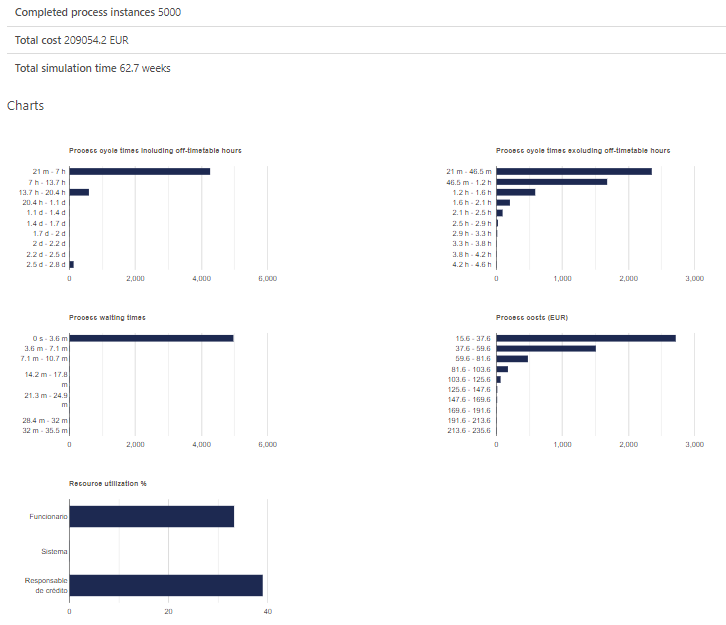 Completed process instances 5000
Total cost 209054.2 EUR
Total simulation time 62.7 weeks
Charts
Process cycle times including off-timetable hours
21 m - 7 h
7 h - 13.7 h
13.7 h - 20.4 h
20.4 h - 1.1 d
1.1 d - 1.4 d
1.4 d - 1.7 d
1.7 d - 2 d
2 d - 2.2 d
2.2 d - 2.5 d
2.5 d - 2.8 d
0 2,000 4,000 6,000
Process cycle times excluding off-timetable hours
21 m - 46.5 m
46.5 m - 1.2 h
1.2 h - 1.6 h
1.6 h - 2.1 h
2.1 h - 2.5 h
2.5 h - 2.9 h
2.9 h - 3.3 h
3.3 h - 3.8 h
3.8 h - 4.2 h
4.2 h - 4.6 h
0 1,000 2,000 3,000
Process waiting times
0 s - 3.6 m
3.6 m - 7.1 m
7.1 m - 10.7 m
14.2 m - 17.8
m
21.3 m - 24.9
m
28.4 m - 32 m
32 m - 35.5 m
0 2,000 4,000 6,000
Process costs (EUR)
15.6 - 37.6
37.6 - 59.6
59.6 - 81.6
81.6 - 103.6
103.6 - 125.6
125.6 - 147.6
147.6 - 169.6
169.6 - 191.6
191.6 - 213.6
213.6 - 235.6
0 1,000 2,000 3,000
Resource utilization %
Funcionario
Sistema
Responsable
de crédito
0 20 40